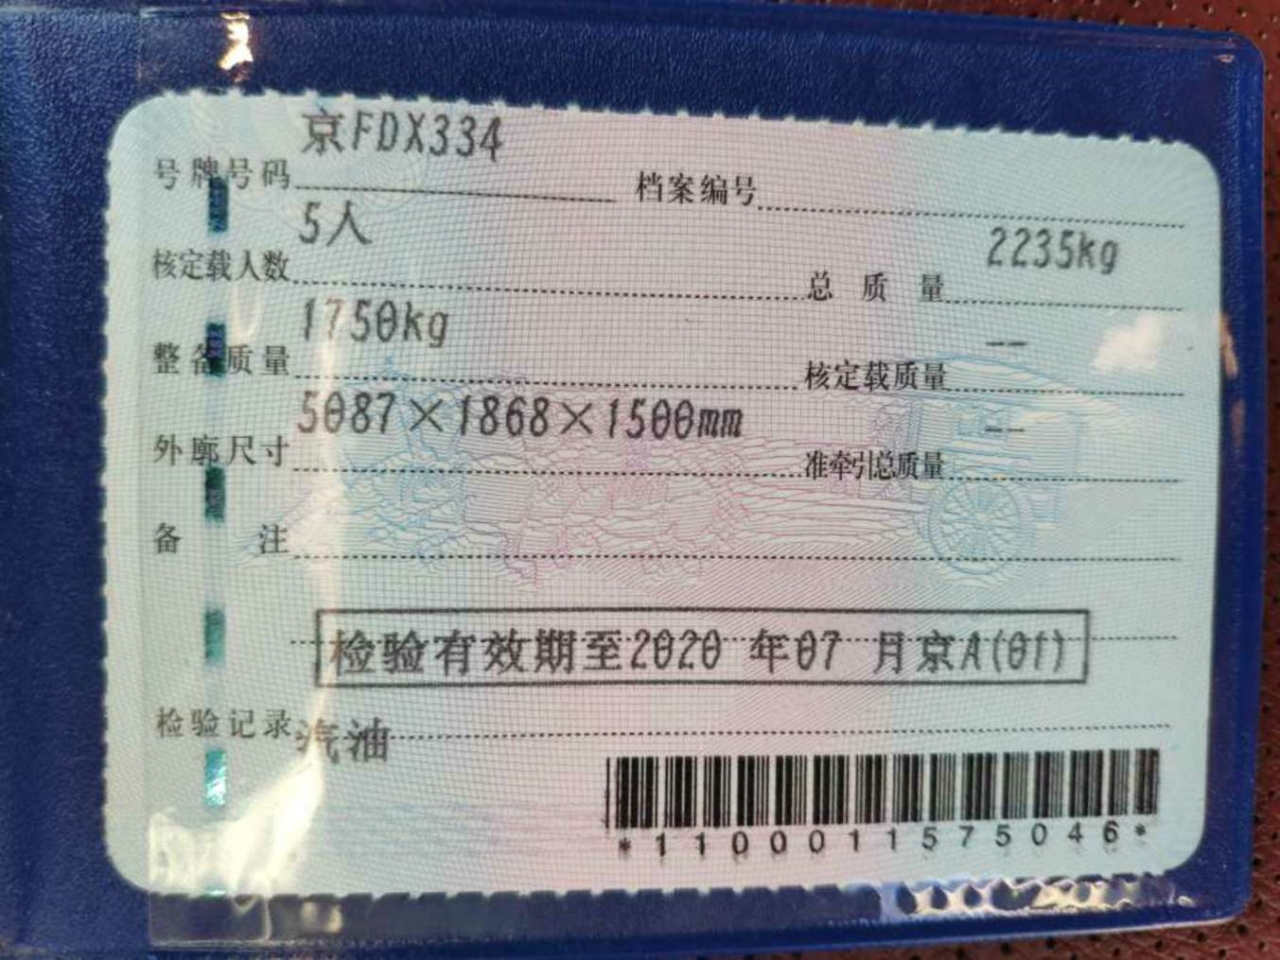 号牌号码 京FDX334 档案编号
核定载人数 5人 总质量 2235kg
整备质量 1750kg 核定载质量 --
外廓尺寸 5087×1868×1500mm 准牵引总质量 --
备注
检验有效期至2020 年07 月京A(01)
检验记录 汽油
*1100011575046*